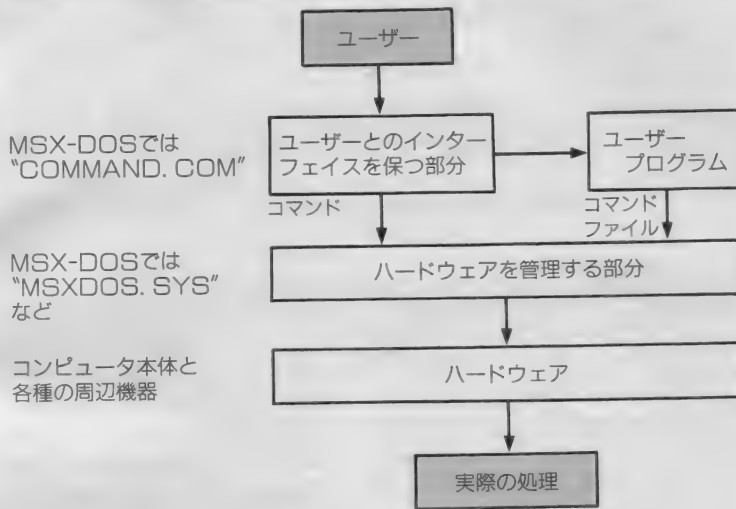 ユーザー
MSX-DOSでは
"COMMAND. COM"
ユーザーとのインター
フェイスを保つ部分
ユーザー
プログラム
コマンド
コマンド
ファイル
MSX-DOSでは
"MSXDOS. SYS"
など
ハードウェアを管理する部分
コンピュータ本体と
各種の周辺機器
ハードウェア
実際の処理